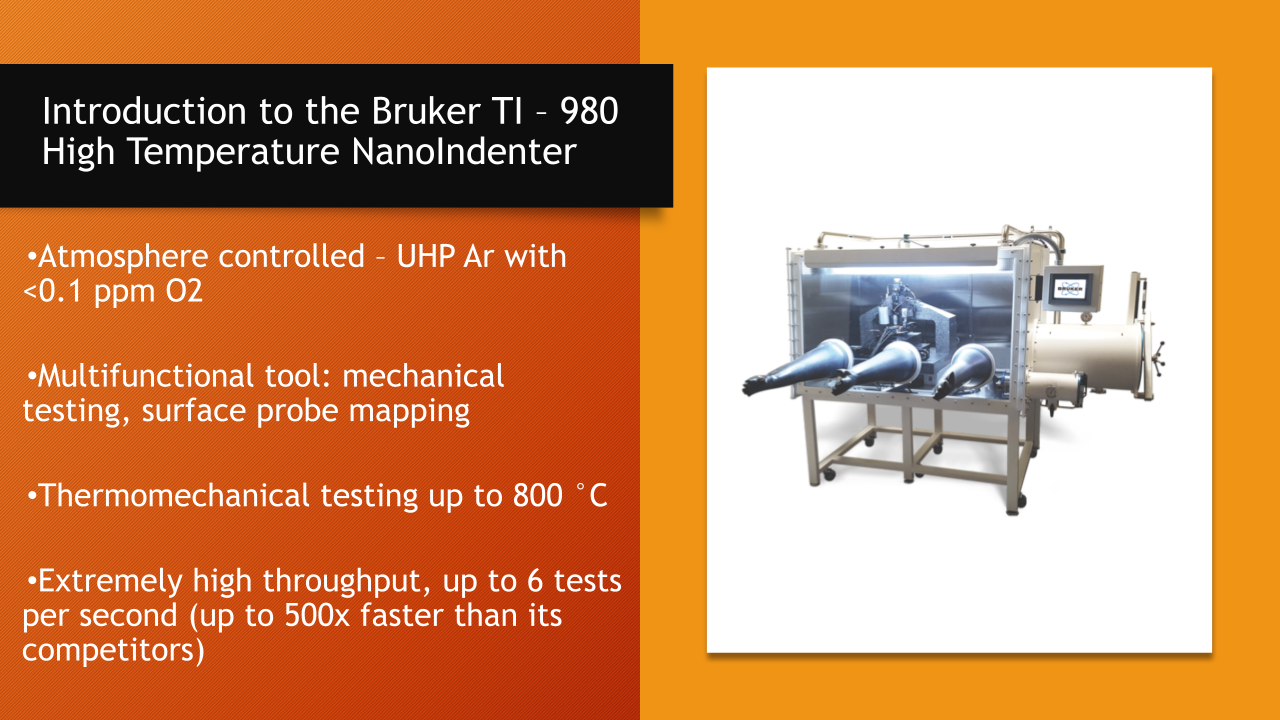 Introduction to the Bruker TI – 980
High Temperature NanoIndenter
•Atmosphere controlled – UHP Ar with
<0.1 ppm O2
•Multifunctional tool: mechanical
testing, surface probe mapping
•Thermomechanical testing up to 800 °C
•Extremely high throughput, up to 6 tests
per second (up to 500x faster than its
competitors)
BRUKER